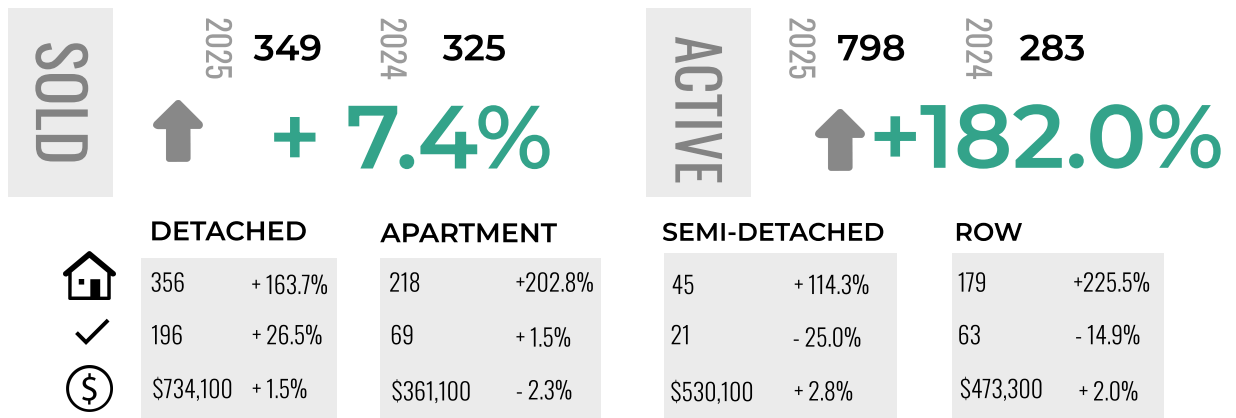 SOLD
2025 349 2024 325
+ 7.4%
ACTIVE
2025 798 2024 283
+182.0%
DETACHED APARTMENT SEMI-DETACHED ROW
356 + 163.7% 218 +202.8% 45 + 114.3% 179 +225.5%
196 + 26.5% 69 + 1.5% 21 - 25.0% 63 - 14.9%
$ $734,100 + 1.5% $361,100 - 2.3% $530,100 + 2.8% $473,300 + 2.0%